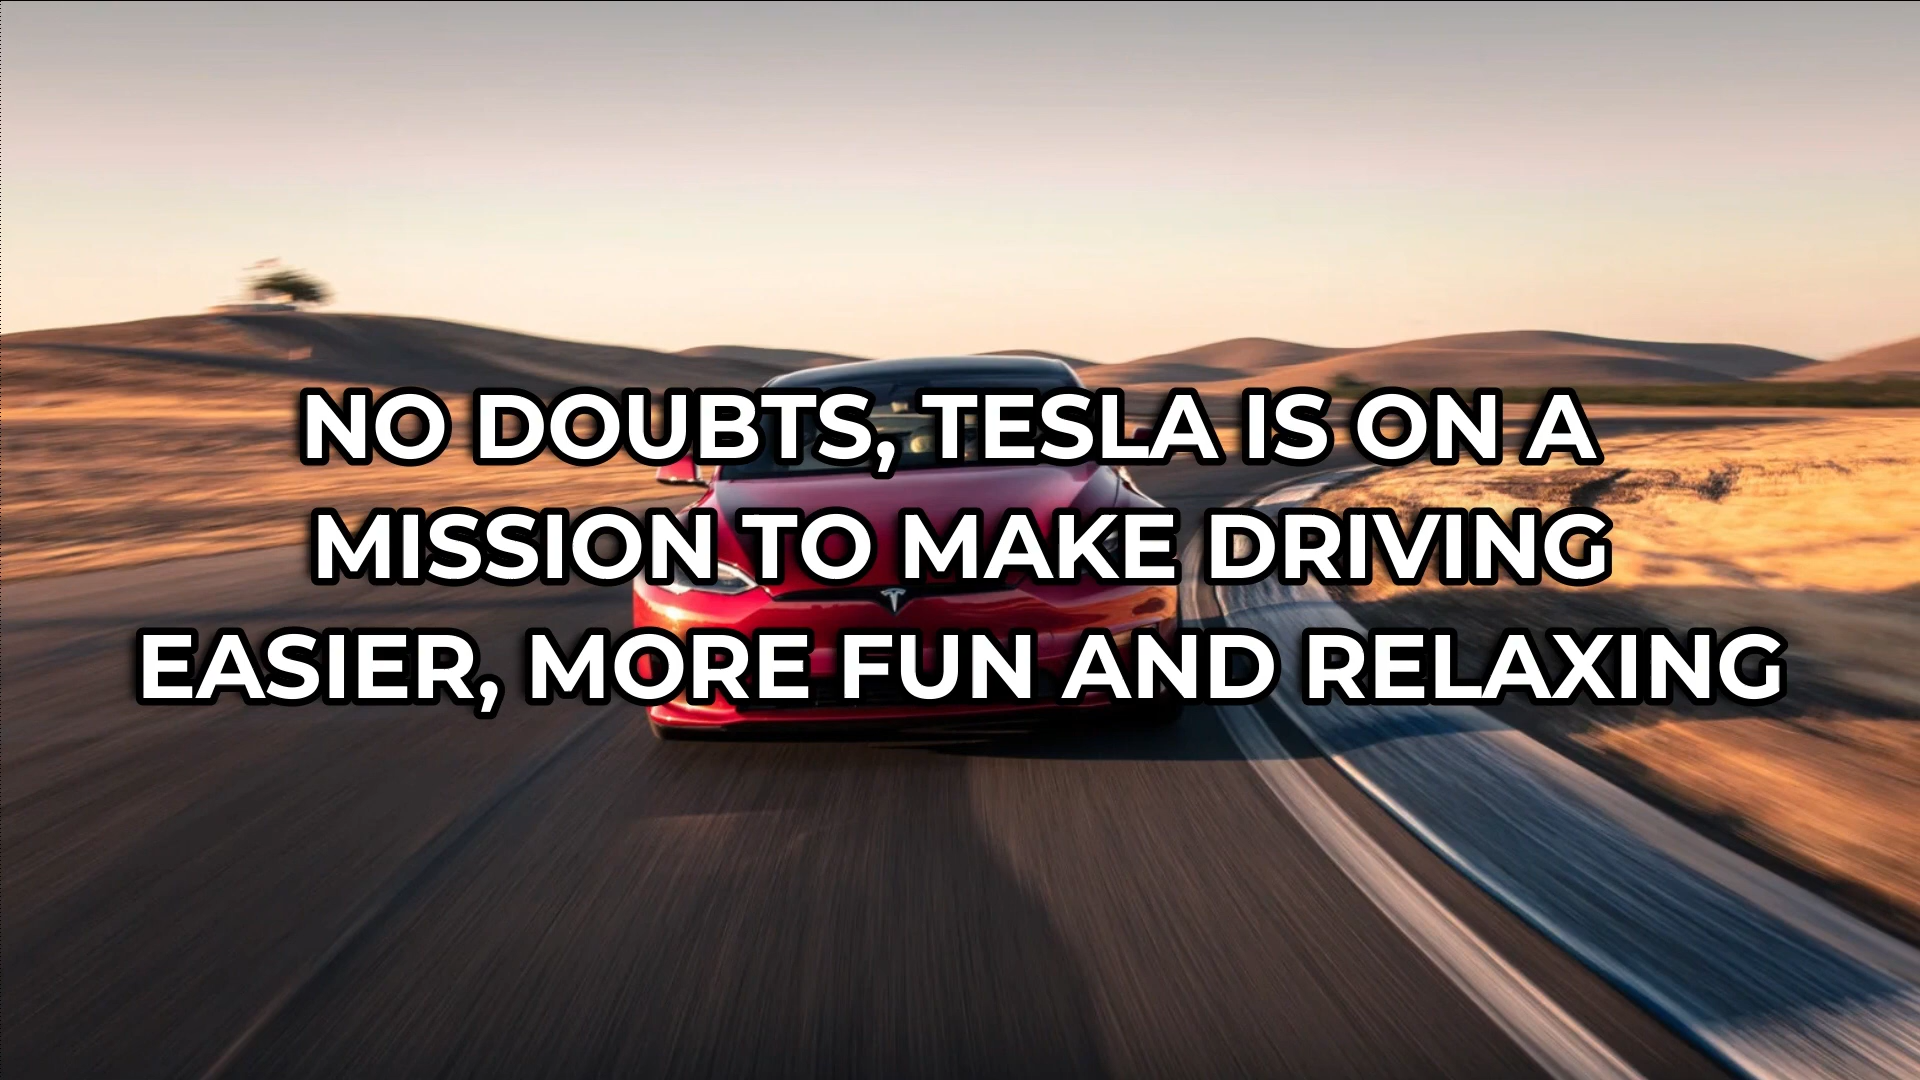 NO DOUBTS, TESLA IS ON A
MISSION TO MAKE DRIVING
EASIER, MORE FUN AND RELAXING